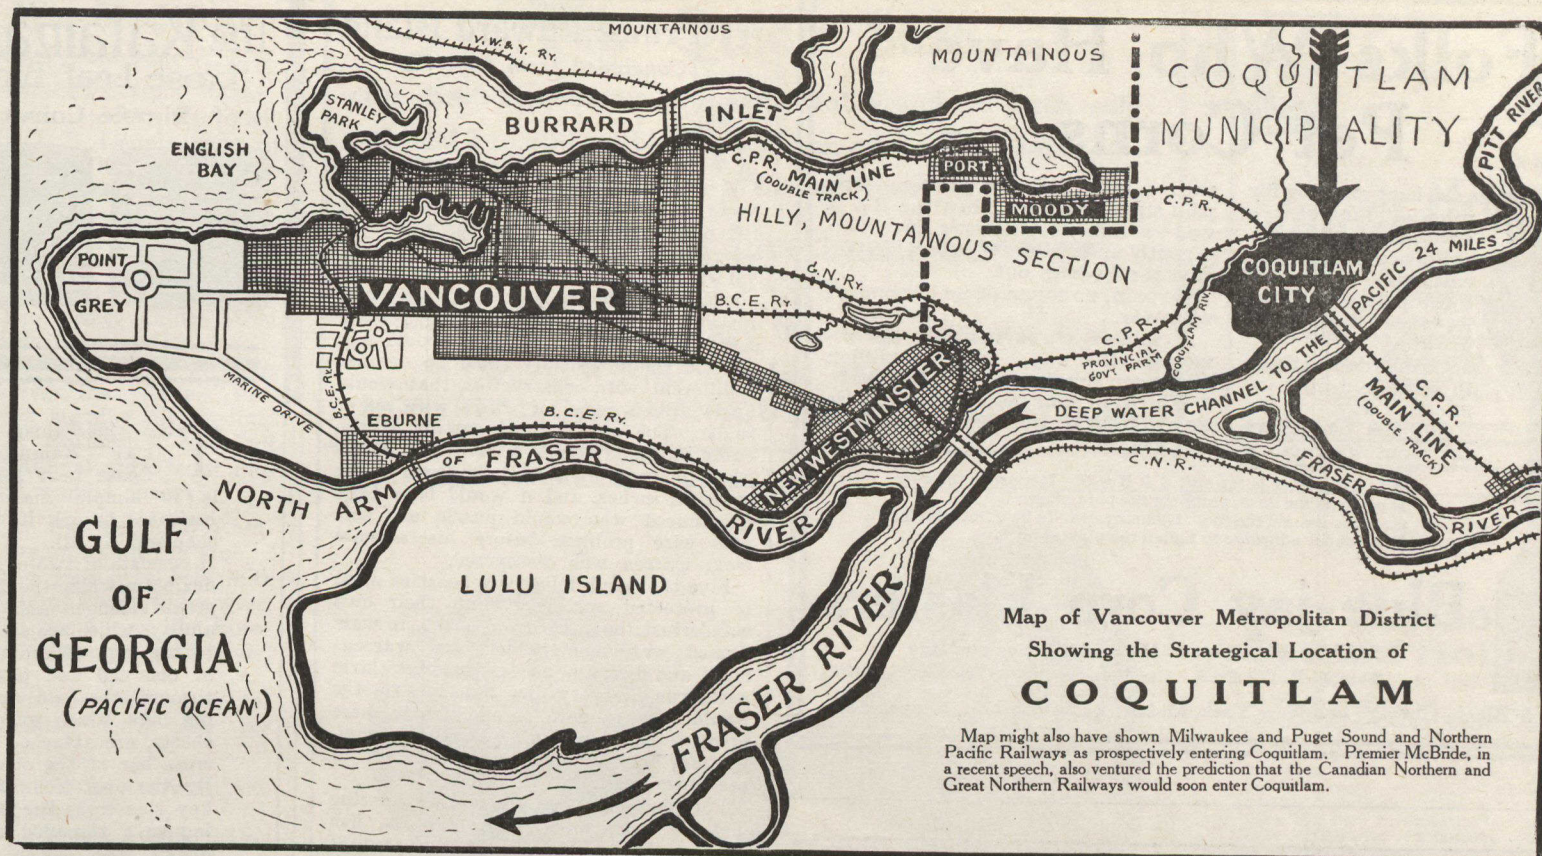 MOUNTAINOUS
V.W.& Y. RY.
MOUNTAINOUS
COQUITLAM
MUNICIPALITY
PITT RIVER
STANLEY
PARK
BURRARD INLET
ENGLISH
BAY
C.P.R. MAIN LINE
(DOUBLE TRACK)
PORT
MOODY
C.P.R.
HILLY, MOUNTAINOUS SECTION
POINT
GREY
VANCOUVER
G.N.RY.
B.C.E.RY.
COQUITLAM
CITY
COQUITLAM RIV.
C.P.R.
PROVINCIAL
GOVT FARM
DEEP WATER CHANNEL TO THE PACIFIC 24 MILES
C.P.R.
MAIN LINE
(DOUBLE TRACK)
MARINE DRIVE
B.C.E.RY.
EBURNE
B.C.E.RY.
NEW WESTMINSTER
C.N.R.
FRASER
RIVER
NORTH ARM OF FRASER RIVER
GULF
OF
GEORGIA
(PACIFIC OCEAN)
LULU ISLAND
FRASER RIVER
Map of Vancouver Metropolitan District
Showing the Strategical Location of
COQUITLAM
Map might also have shown Milwaukee and Puget Sound and Northern
Pacific Railways as prospectively entering Coquitlam. Premier McBride, in
a recent speech, also ventured the prediction that the Canadian Northern and
Great Northern Railways would soon enter Coquitlam.